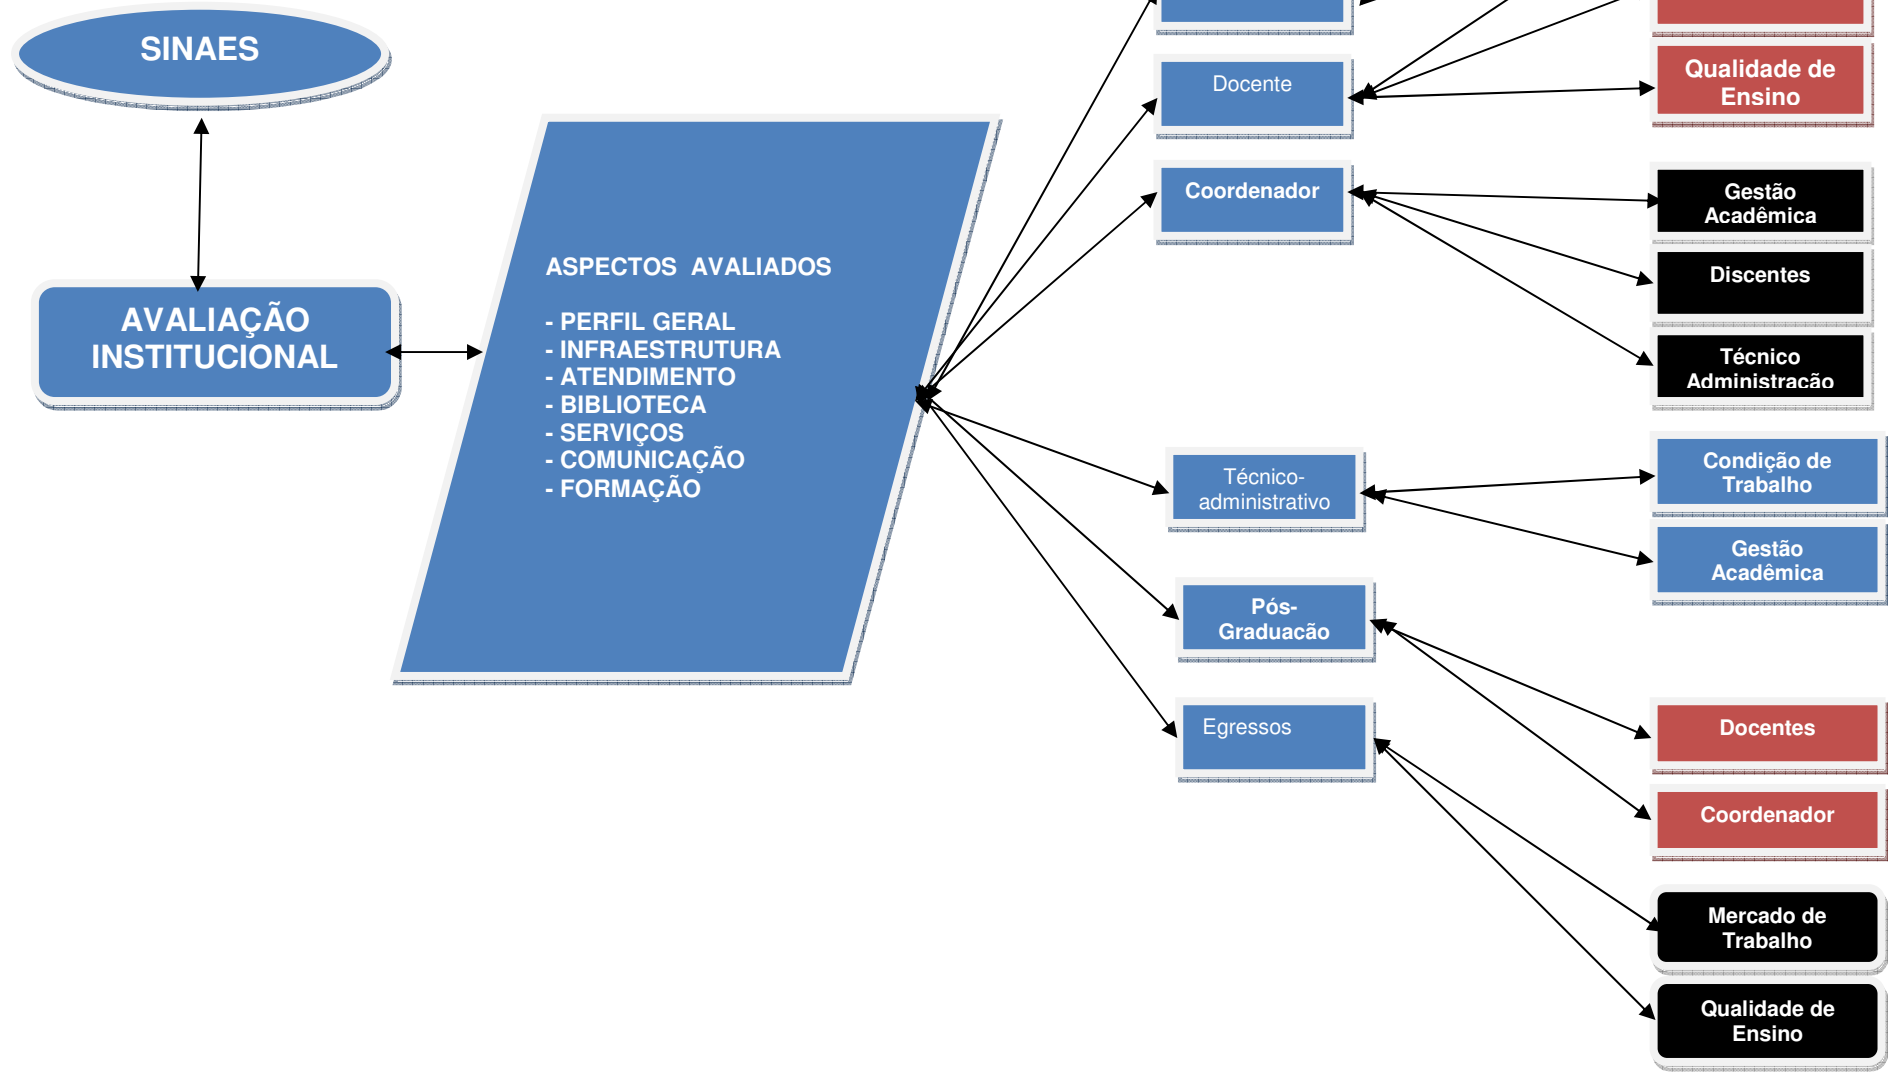 SINAES
AVALIAÇÃO
INSTITUCIONAL
ASPECTOS AVALIADOS
- PERFIL GERAL
- INFRAESTRUTURA
- ATENDIMENTO
- BIBLIOTECA
- SERVIÇOS
- COMUNICAÇÃO
- FORMAÇÃO
Docente
Coordenador
Técnico-
administrativo
Pós-
Graduacão
Egressos
Qualidade de
Ensino
Gestão
Acadêmica
Discentes
Técnico
Administracão
Condição de
Trabalho
Gestão
Acadêmica
Docentes
Coordenador
Mercado de
Trabalho
Qualidade de
Ensino